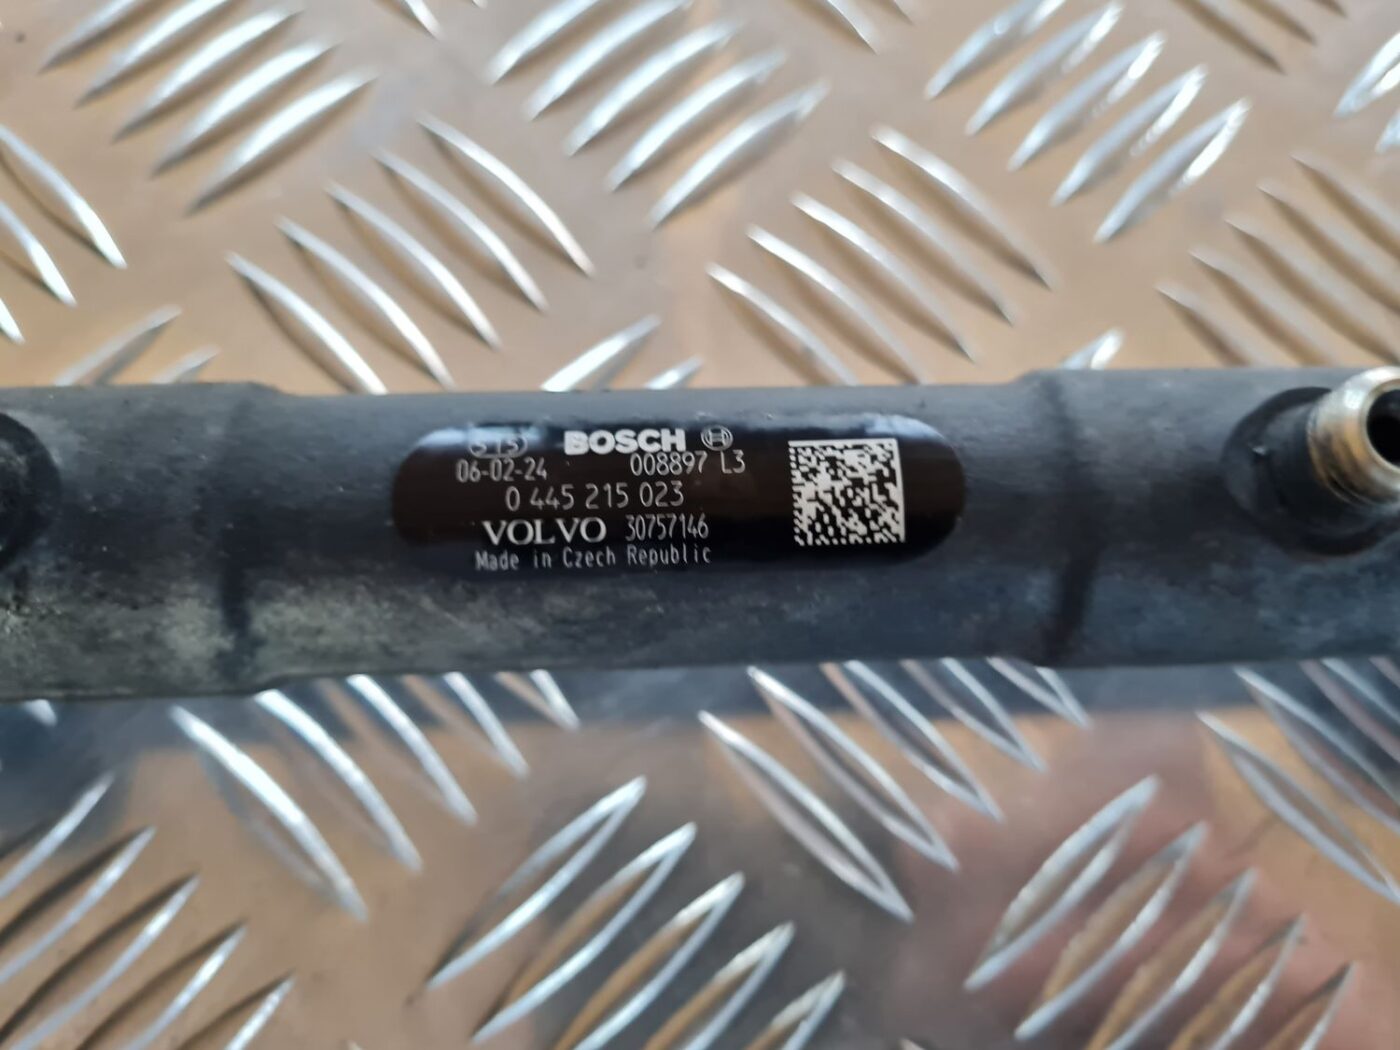 BOSCH
06-02-24 008897 L3
0 445 215 023
VOLVO 30757146
Made in Czech Republic